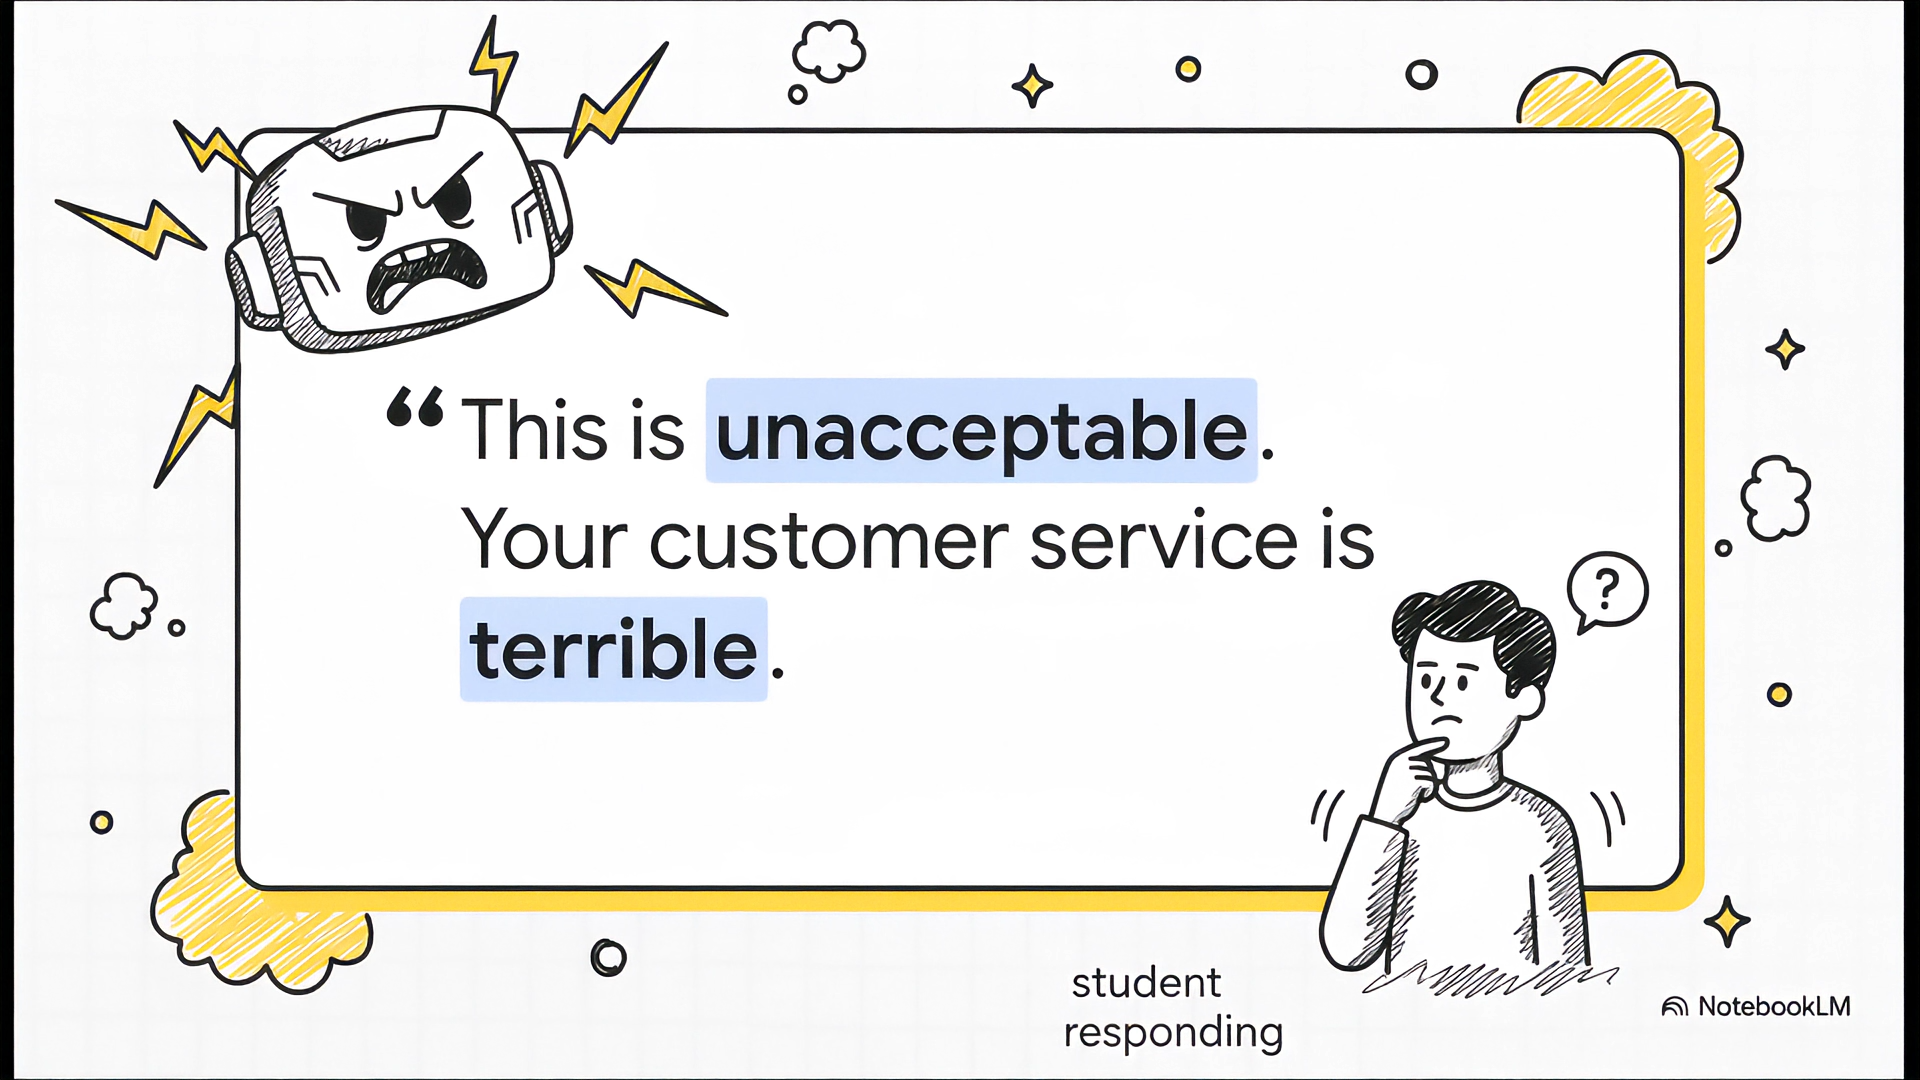 “This is unacceptable.
Your customer service is
terrible.
?
student
responding
NotebookLM